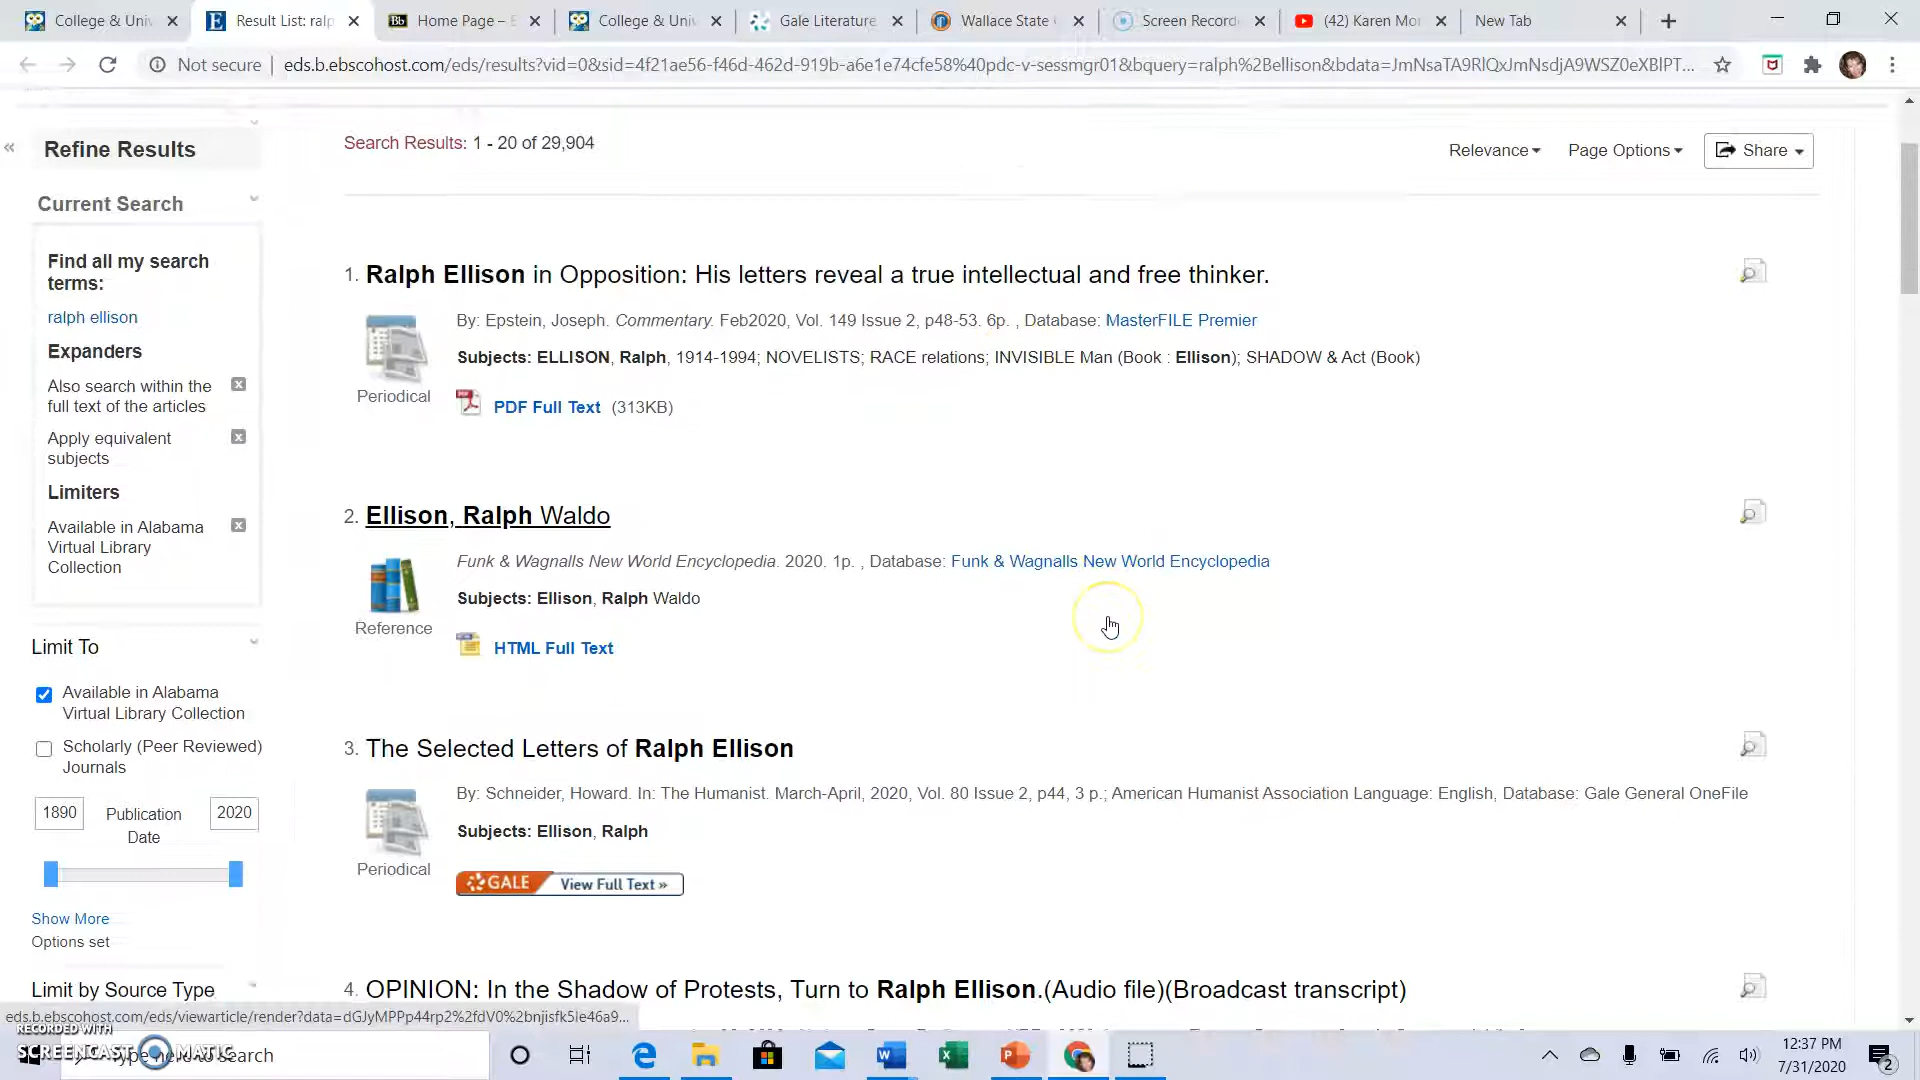 College & Univ
Result List: ralp
Bb Home Page –
College & Univ
Gale Literature
Wallace State
Screen Record
(42) Karen Mo
New Tab
Not secure | eds.b.ebscohost.com/eds/results?vid=0&sid=4f21ae56-f46d-462d-919b-a6e1e74cfe58%40pdc-v-sessmgr01&bquery=ralph%2Bellison&bdata=JmNsaTA9RlQxJmNsdjA9WSZ0eXBlPT...
Refine Results
Current Search
Find all my search
terms:
ralph ellison
Expanders
Also search within the
full text of the articles
Apply equivalent
subjects
Limiters
Available in Alabama
Virtual Library
Collection
Limit To
Available in Alabama
Virtual Library Collection
Scholarly (Peer Reviewed)
Journals
1890 Publication 2020
Date
Show More
Options set
Limit by Source Type
Search Results: 1 - 20 of 29,904
Relevance
Page Options
Share
1. Ralph Ellison in Opposition: His letters reveal a true intellectual and free thinker.
By: Epstein, Joseph. Commentary. Feb2020, Vol. 149 Issue 2, p48-53. 6p. , Database: MasterFILE Premier
Subjects: ELLISON, Ralph, 1914-1994; NOVELISTS; RACE relations; INVISIBLE Man (Book : Ellison); SHADOW & Act (Book)
Periodical
PDF Full Text (313KB)
2. Ellison, Ralph Waldo
Funk & Wagnalls New World Encyclopedia. 2020. 1p. , Database: Funk & Wagnalls New World Encyclopedia
Subjects: Ellison, Ralph Waldo
Reference
HTML Full Text
3. The Selected Letters of Ralph Ellison
By: Schneider, Howard. In: The Humanist. March-April, 2020, Vol. 80 Issue 2, p44, 3 p.; American Humanist Association Language: English, Database: Gale General OneFile
Subjects: Ellison, Ralph
Periodical
GALE View Full Text »
4. OPINION: In the Shadow of Protests, Turn to Ralph Ellison.(Audio file)(Broadcast transcript)
eds.b.ebscohost.com/eds/viewarticle/render?data=dGJyMPPp44rp2%2fdV0%2bnjisfk5Ie46a9...
RECORDED WITH
SCREENCAST MATIC
Type here to search
12:37 PM
7/31/2020
2